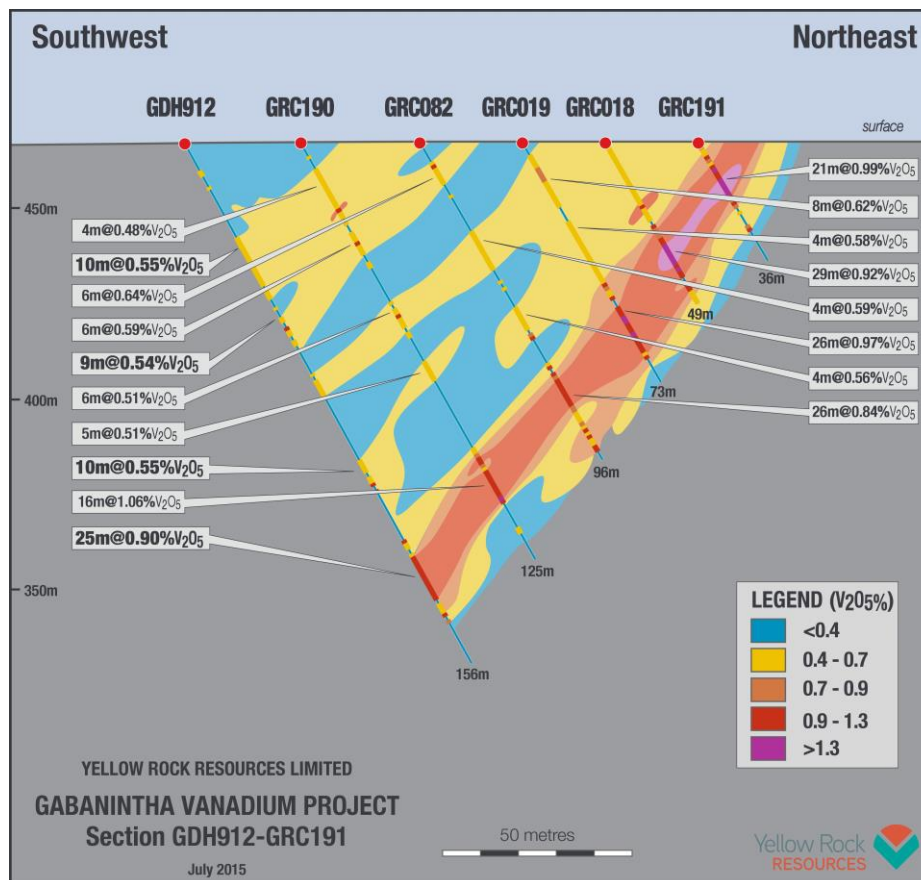 Southwest
Northeast
GDH912
GRC190
GRC082
GRC019
GRC018
GRC191
surface
450m
400m
350m
4m@0.48%V₂O₅
10m@0.55%V₂O₅
6m@0.64%V₂O₅
6m@0.59%V₂O₅
9m@0.54%V₂O₅
6m@0.51%V₂O₅
5m@0.51%V₂O₅
10m@0.55%V₂O₅
16m@1.06%V₂O₅
25m@0.90%V₂O₅
21m@0.99%V₂O₅
8m@0.62%V₂O₅
4m@0.58%V₂O₅
29m@0.92%V₂O₅
4m@0.59%V₂O₅
26m@0.97%V₂O₅
4m@0.56%V₂O₅
26m@0.84%V₂O₅
36m
49m
73m
96m
125m
156m
LEGEND (V₂O₅%)
<0.4
0.4 - 0.7
0.7 - 0.9
0.9 - 1.3
>1.3
YELLOW ROCK RESOURCES LIMITED
GABANINTHA VANADIUM PROJECT
Section GDH912-GRC191
July 2015
50 metres
Yellow Rock
RESOURCES